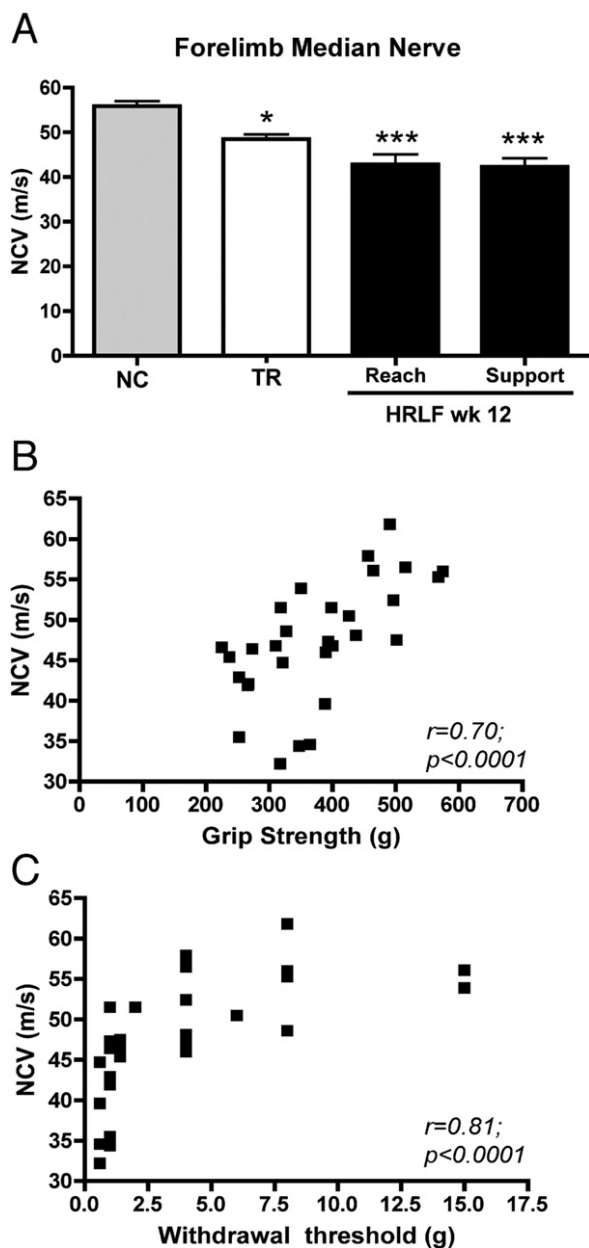 A
Forelimb Median Nerve
NCV (m/s)
60
50
40
30
20
10
0
*
***
***
NC
TR
Reach
Support
HRLF wk 12
B
NCV (m/s)
65
60
55
50
45
40
35
30
r=0.70;
p<0.0001
0 100 200 300 400 500 600 700
Grip Strength (g)
C
NCV (m/s)
65
60
55
50
45
40
35
30
r=0.81;
p<0.0001
0.0 2.5 5.0 7.5 10.0 12.5 15.0 17.5
Withdrawal threshold (g)